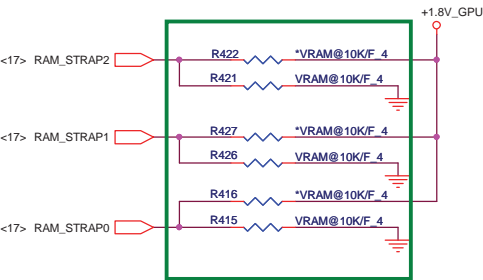 +1.8V_GPU
<17> RAM_STRAP2 R422 *VRAM@10K/F_4
R421 VRAM@10K/F_4
<17> RAM_STRAP1 R427 *VRAM@10K/F_4
R426 VRAM@10K/F_4
R416 *VRAM@10K/F_4
<17> RAM_STRAP0 R415 VRAM@10K/F_4